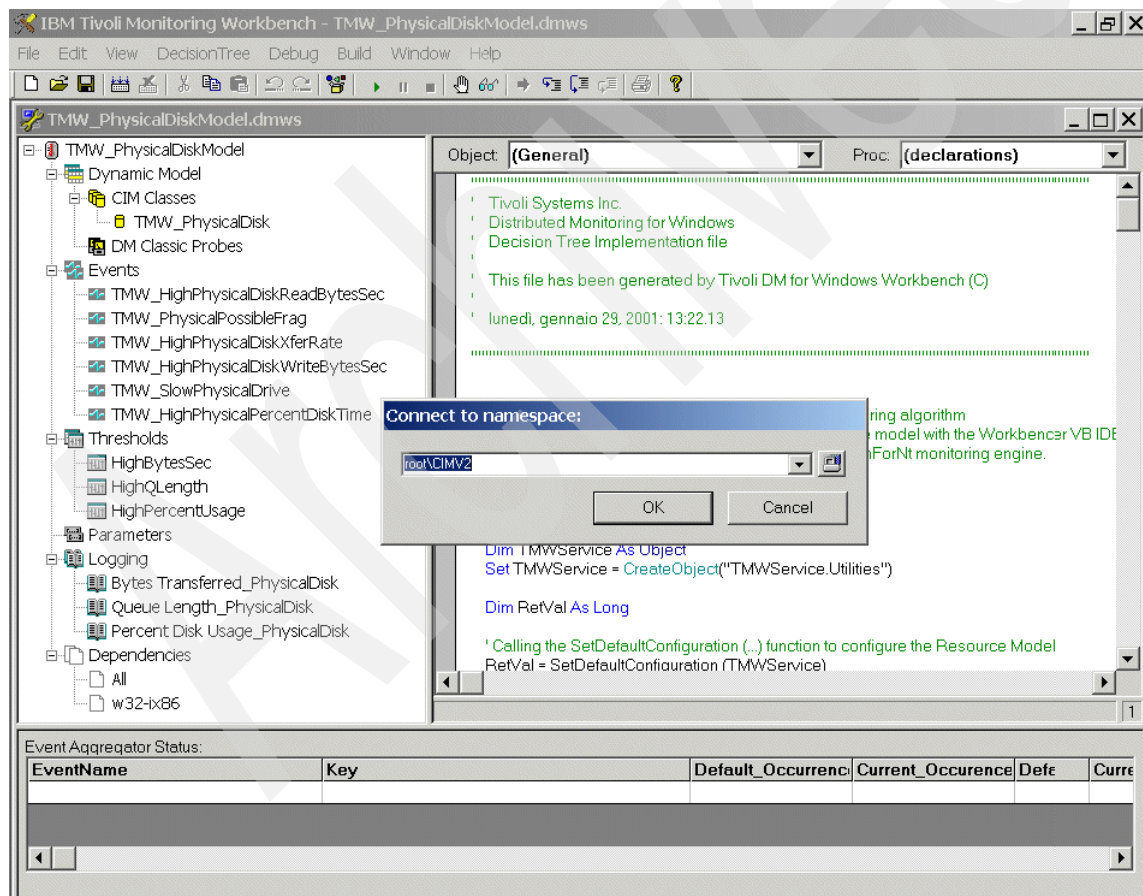 IBM Tivoli Monitoring Workbench - TMW_PhysicalDiskModel.dmws
File Edit View DecisionTree Debug Build Window Help
TMW_PhysicalDiskModel.dmws
TMW_PhysicalDiskModel
Dynamic Model
CIM Classes
TMW_PhysicalDisk
DM Classic Probes
Events
TMW_HighPhysicalDiskReadBytesSec
TMW_PhysicalPossibleFrag
TMW_HighPhysicalDiskXferRate
TMW_HighPhysicalDiskWriteBytesSec
TMW_SlowPhysicalDrive
TMW_HighPhysicalPercentDiskTime
Thresholds
HighBytesSec
HighQLength
HighPercentUsage
Parameters
Logging
Bytes Transferred_PhysicalDisk
Queue Length_PhysicalDisk
Percent Disk Usage_PhysicalDisk
Dependencies
All
w32-ix86
Object: (General) Proc: (declarations)
' Tivoli Systems Inc.
' Distributed Monitoring for Windows
' Decision Tree Implementation file
'
' This file has been generated by Tivoli DM for Windows Workbench (C)
'
' lunedì, gennaio 29, 2001: 13.22.13
ring algorithm
model with the Workbencer VB IDE
ForNt monitoring engine.
Connect to namespace:
root\CIMV2
OK Cancel
Dim TMWService As Object
Set TMWService = CreateObject("TMWService.Utilities")
Dim RetVal As Long
' Calling the SetDefaultConfiguration (...) function to configure the Resource Model
RetVal = SetDefaultConfiguration (TMWService)
1
Event Aggregator Status:
EventName Key Default_Occurrenc Current_Occurence Defa Curre
Archive